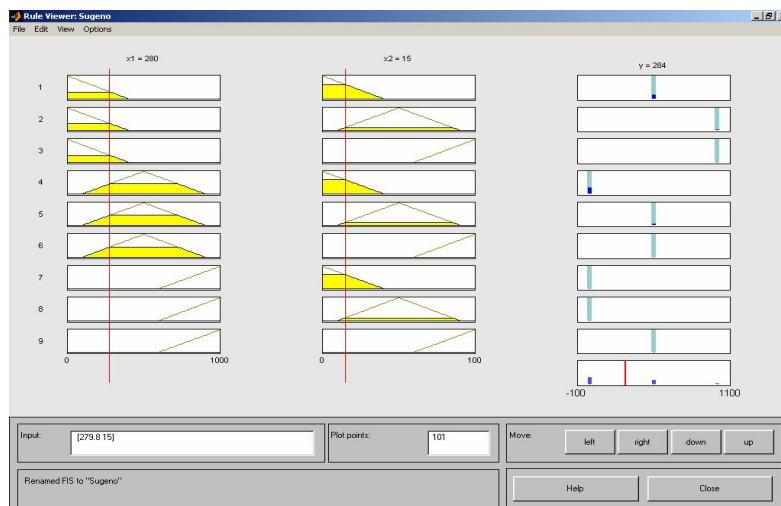 Rule Viewer: Sugeno
File Edit View Options
x1 = 280
x2 = 15
y = 284
1
2
3
4
5
6
7
8
9
0 1000
0 100
-100 1100
Input: [279.8 15]
Plot points: 101
Move: left right down up
Renamed FIS to "Sugeno"
Help Close